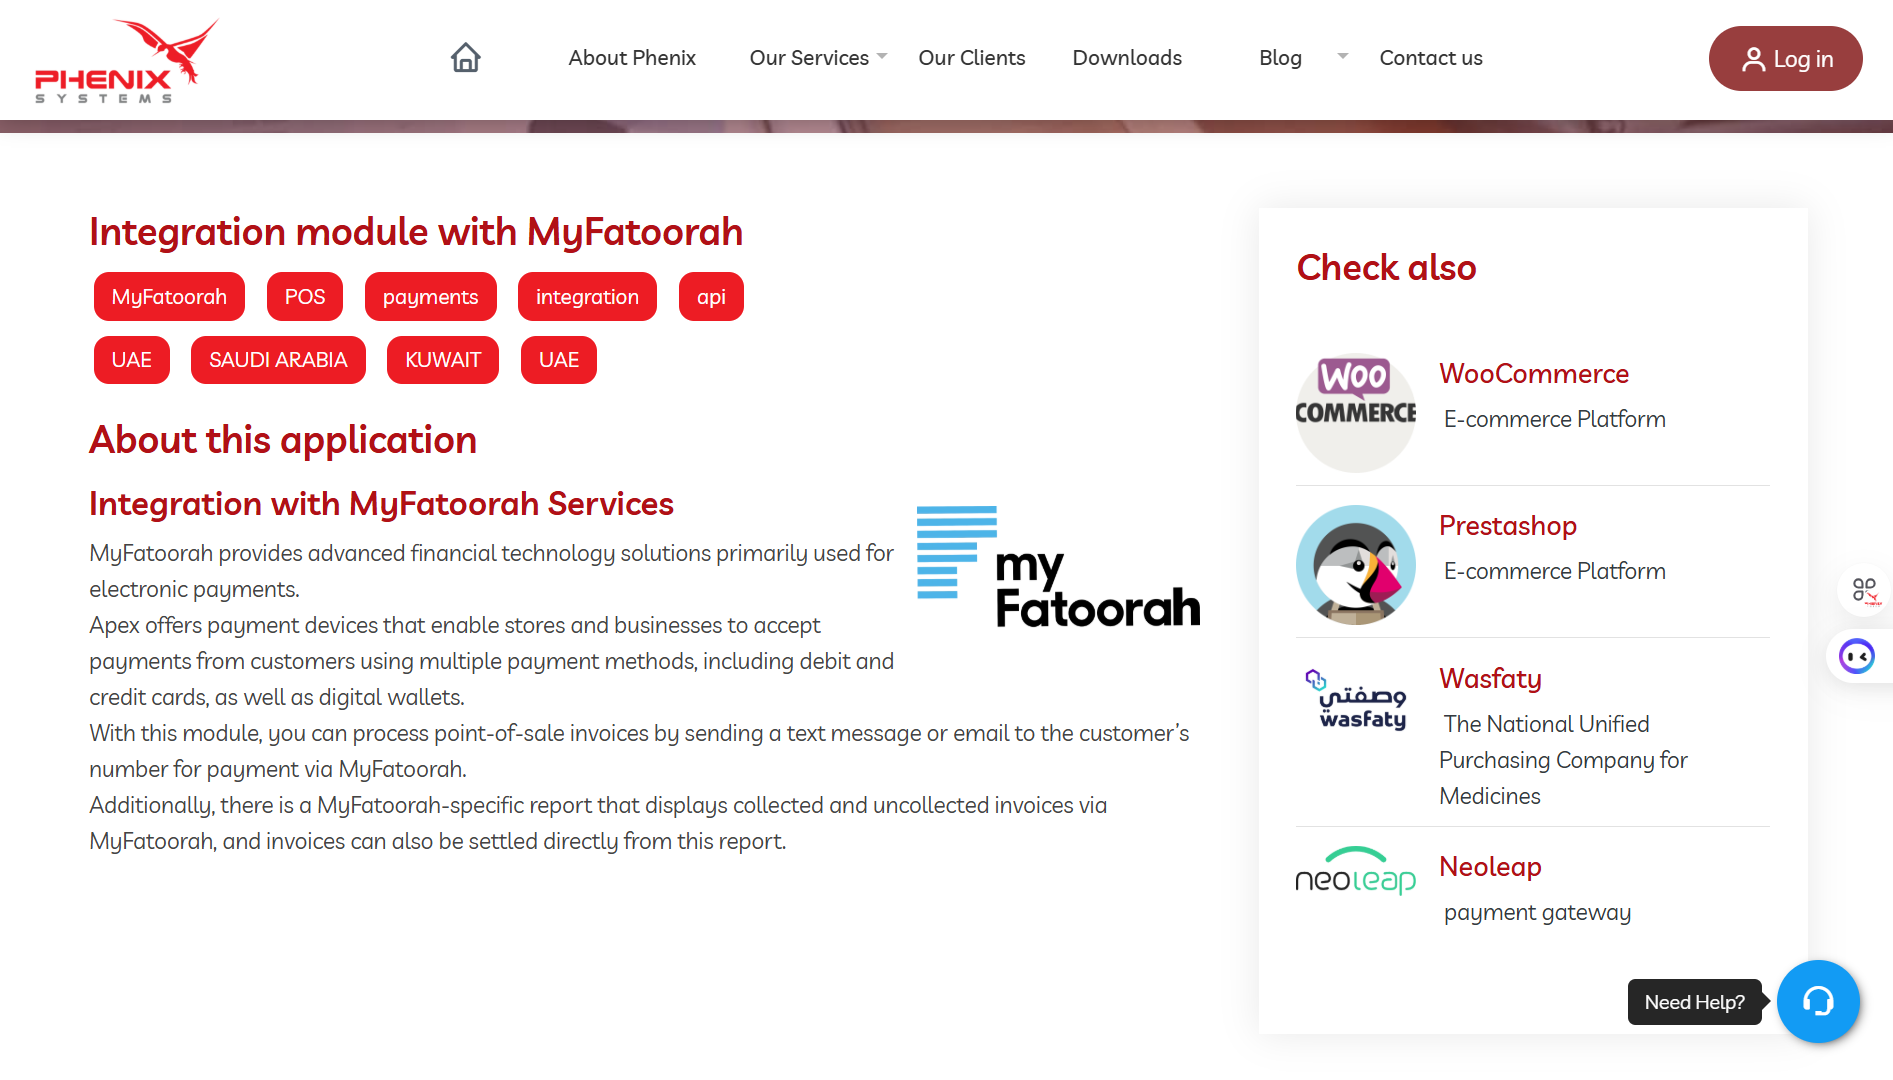 PHENIX
SYSTEMS
About Phenix
Our Services
Our Clients
Downloads
Blog
Contact us
Log in
Integration module with MyFatoorah
MyFatoorah
POS
payments
integration
api
UAE
SAUDI ARABIA
KUWAIT
UAE
About this application
Integration with MyFatoorah Services
MyFatoorah provides advanced financial technology solutions primarily used for
electronic payments.
Apex offers payment devices that enable stores and businesses to accept
payments from customers using multiple payment methods, including debit and
credit cards, as well as digital wallets.
With this module, you can process point-of-sale invoices by sending a text message or email to the customer’s
number for payment via MyFatoorah.
Additionally, there is a MyFatoorah-specific report that displays collected and uncollected invoices via
MyFatoorah, and invoices can also be settled directly from this report.
my
Fatoorah
Check also
WOO
COMMERCE
WooCommerce
E-commerce Platform
Prestashop
E-commerce Platform
وصفتي
wasfaty
Wasfaty
The National Unified
Purchasing Company for
Medicines
neoleap
Neoleap
payment gateway
Need Help?